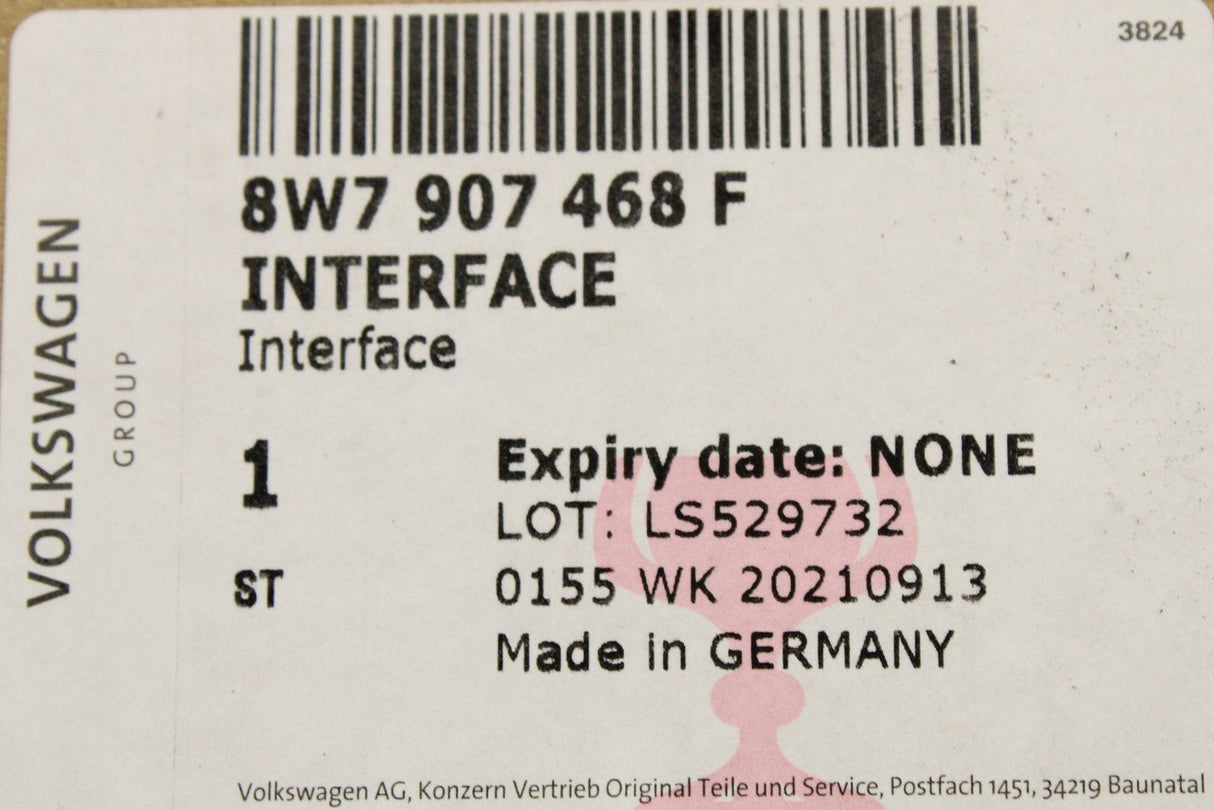 3824
8W7 907 468 F
INTERFACE
Interface
VOLKSWAGEN
GROUP
1
Expiry date: NONE
LOT: LS529732
ST
0155 WK 20210913
Made in GERMANY
Volkswagen AG, Konzern Vertrieb Original Teile und Service, Postfach 1451, 34219 Baunatal